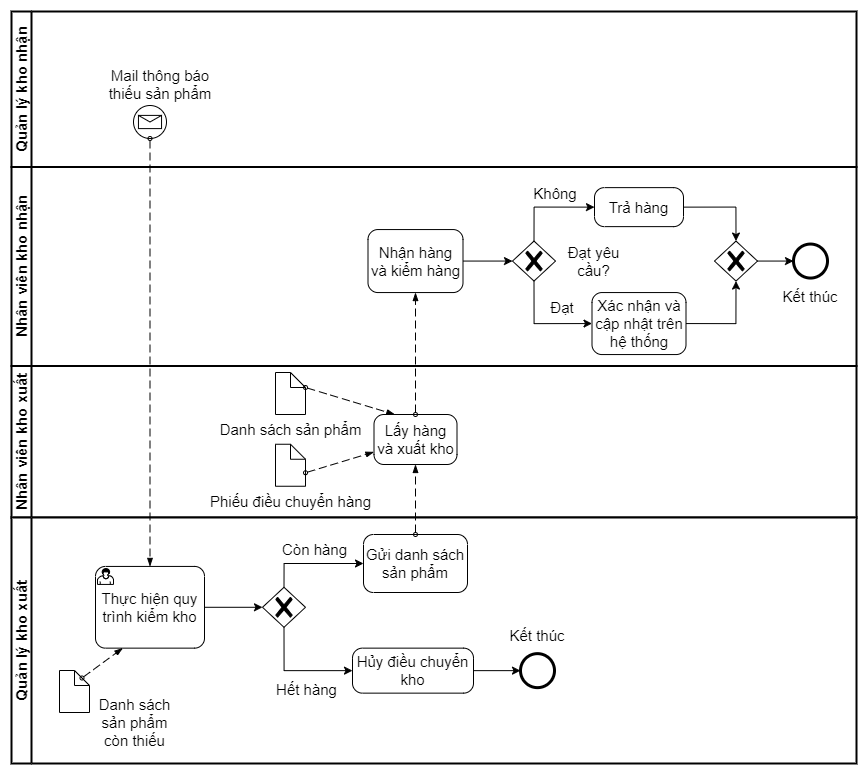 Quản lý kho nhận
Mail thông báo
thiếu sản phẩm
Nhân viên kho nhận
Nhận hàng
và kiểm hàng
Không
Trả hàng
Đạt yêu
cầu?
Đạt
Xác nhận và
cập nhật trên
hệ thống
Kết thúc
Nhân viên kho xuất
Danh sách sản phẩm
Phiếu điều chuyển hàng
Lấy hàng
và xuất kho
Quản lý kho xuất
Thực hiện quy
trình kiểm kho
Danh sách
sản phẩm
còn thiếu
Còn hàng
Gửi danh sách
sản phẩm
Hết hàng
Hủy điều chuyển
kho
Kết thúc